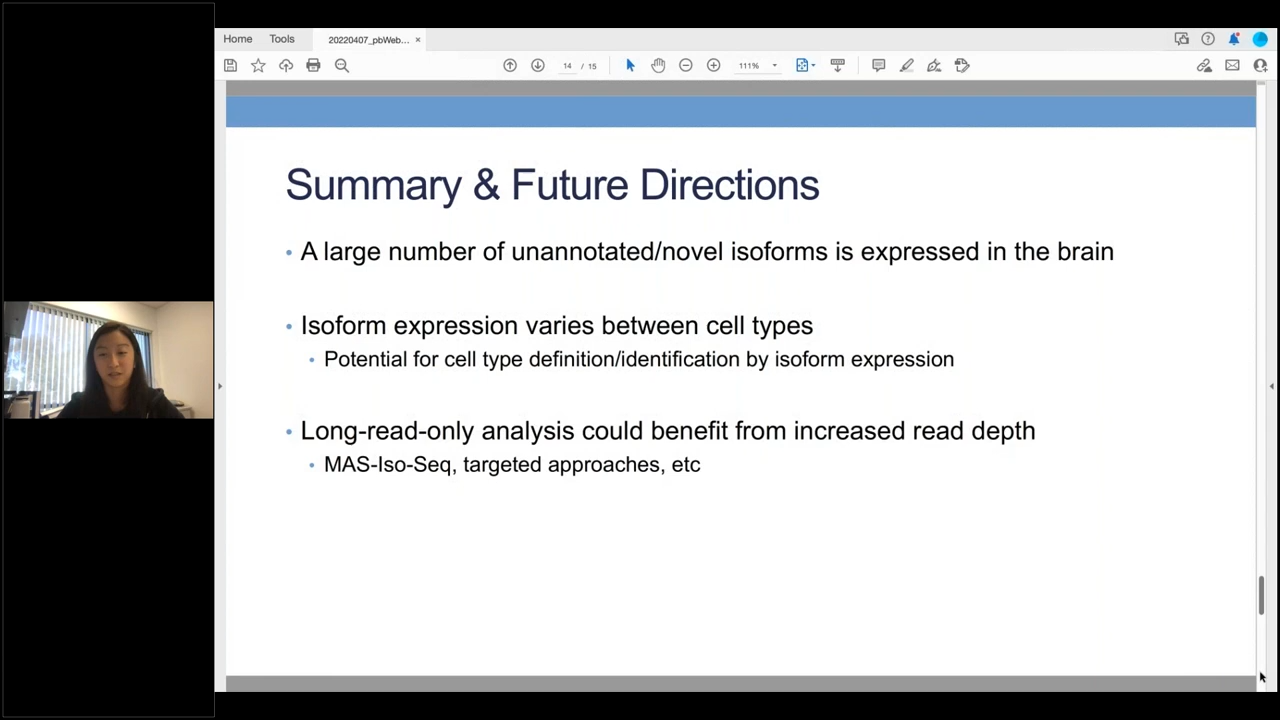 Home Tools 20220407_pbWeb... ×
14 / 15 111%
Summary & Future Directions
• A large number of unannotated/novel isoforms is expressed in the brain
• Isoform expression varies between cell types
• Potential for cell type definition/identification by isoform expression
• Long-read-only analysis could benefit from increased read depth
• MAS-Iso-Seq, targeted approaches, etc